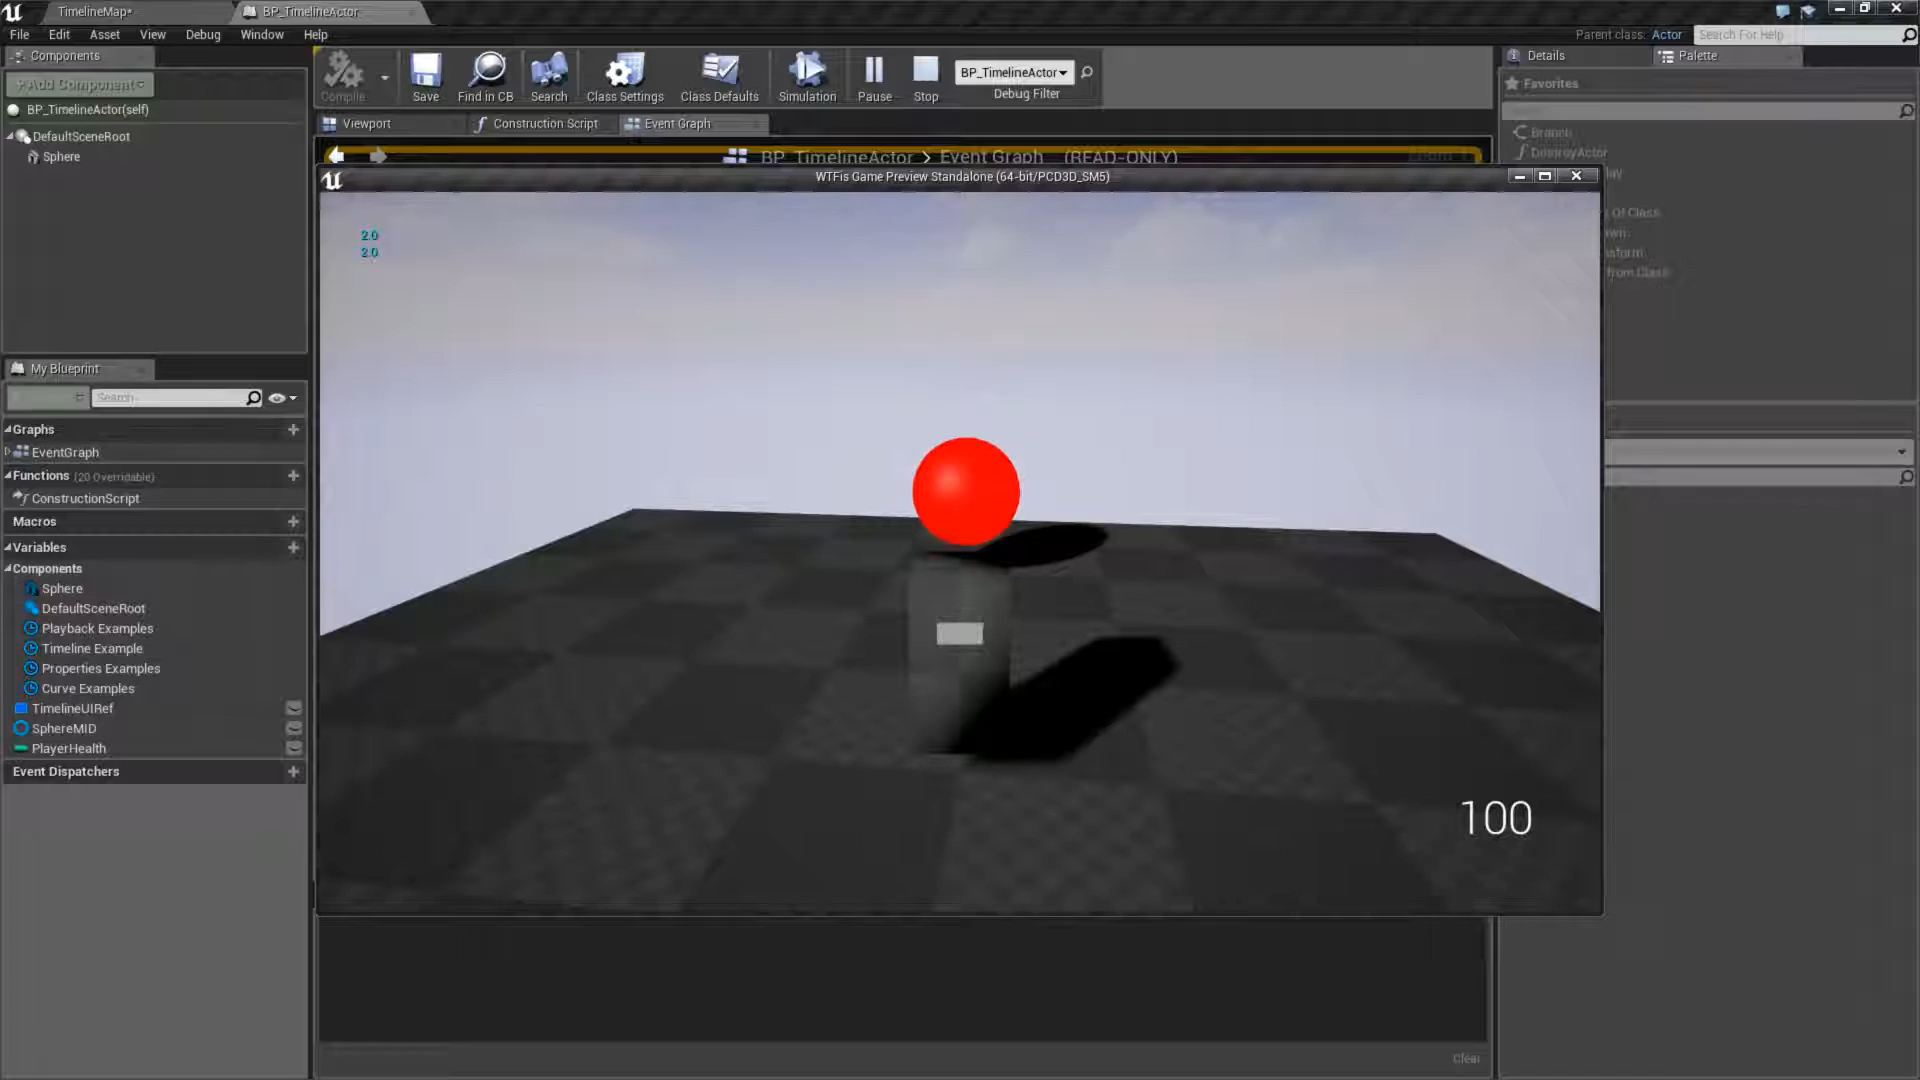 TimelineMap*
BP_TimelineActor
File Edit Asset View Debug Window Help
Parent class: Actor
Search For Help
Components
+Add Component
BP_TimelineActor(self)
DefaultSceneRoot
Sphere
Compile
Save
Find in CB
Search
Class Settings
Class Defaults
Simulation
Pause
Stop
BP_TimelineActor
Debug Filter
Details
Palette
Favorites
Branch
DestroyActor
Of Class
from Class
Viewport
Construction Script
Event Graph
BP_TimelineActor > Event Graph (READ-ONLY)
WTFis Game Preview Standalone (64-bit/PCD3D_SM5)
2.0
2.0
100
My Blueprint
Search
Graphs
EventGraph
Functions (20 Overridable)
ConstructionScript
Macros
Variables
Components
Sphere
DefaultSceneRoot
Playback Examples
Timeline Example
Properties Examples
Curve Examples
TimelineUIRef
SphereMID
PlayerHealth
Event Dispatchers
Clear